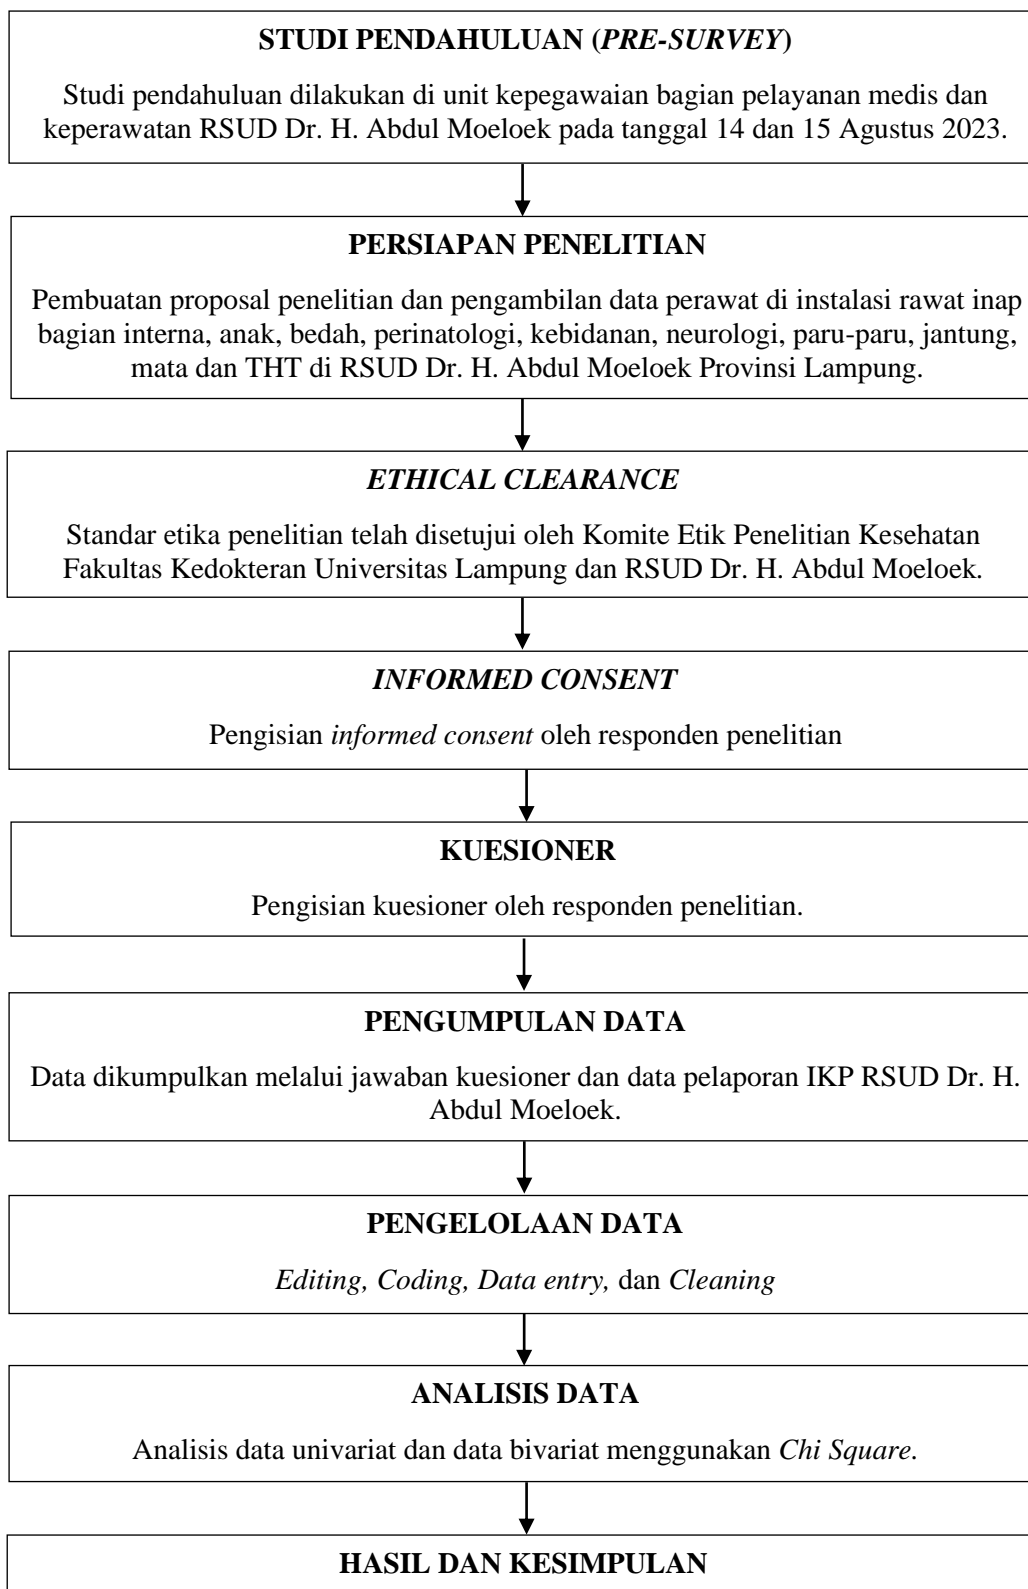 STUDI PENDAHULUAN (PRE-SURVEY)
Studi pendahuluan dilakukan di unit kepegawaian bagian pelayanan medis dan
keperawatan RSUD Dr. H. Abdul Moeloek pada tanggal 14 dan 15 Agustus 2023.
PERSIAPAN PENELITIAN
Pembuatan proposal penelitian dan pengambilan data perawat di instalasi rawat inap
bagian interna, anak, bedah, perinatologi, kebidanan, neurologi, paru-paru, jantung,
mata dan THT di RSUD Dr. H. Abdul Moeloek Provinsi Lampung.
ETHICAL CLEARANCE
Standar etika penelitian telah disetujui oleh Komite Etik Penelitian Kesehatan
Fakultas Kedokteran Universitas Lampung dan RSUD Dr. H. Abdul Moeloek.
INFORMED CONSENT
Pengisian informed consent oleh responden penelitian
KUESIONER
Pengisian kuesioner oleh responden penelitian.
PENGUMPULAN DATA
Data dikumpulkan melalui jawaban kuesioner dan data pelaporan IKP RSUD Dr. H.
Abdul Moeloek.
PENGELOLAAN DATA
Editing, Coding, Data entry, dan Cleaning
ANALISIS DATA
Analisis data univariat dan data bivariat menggunakan Chi Square.
HASIL DAN KESIMPULAN